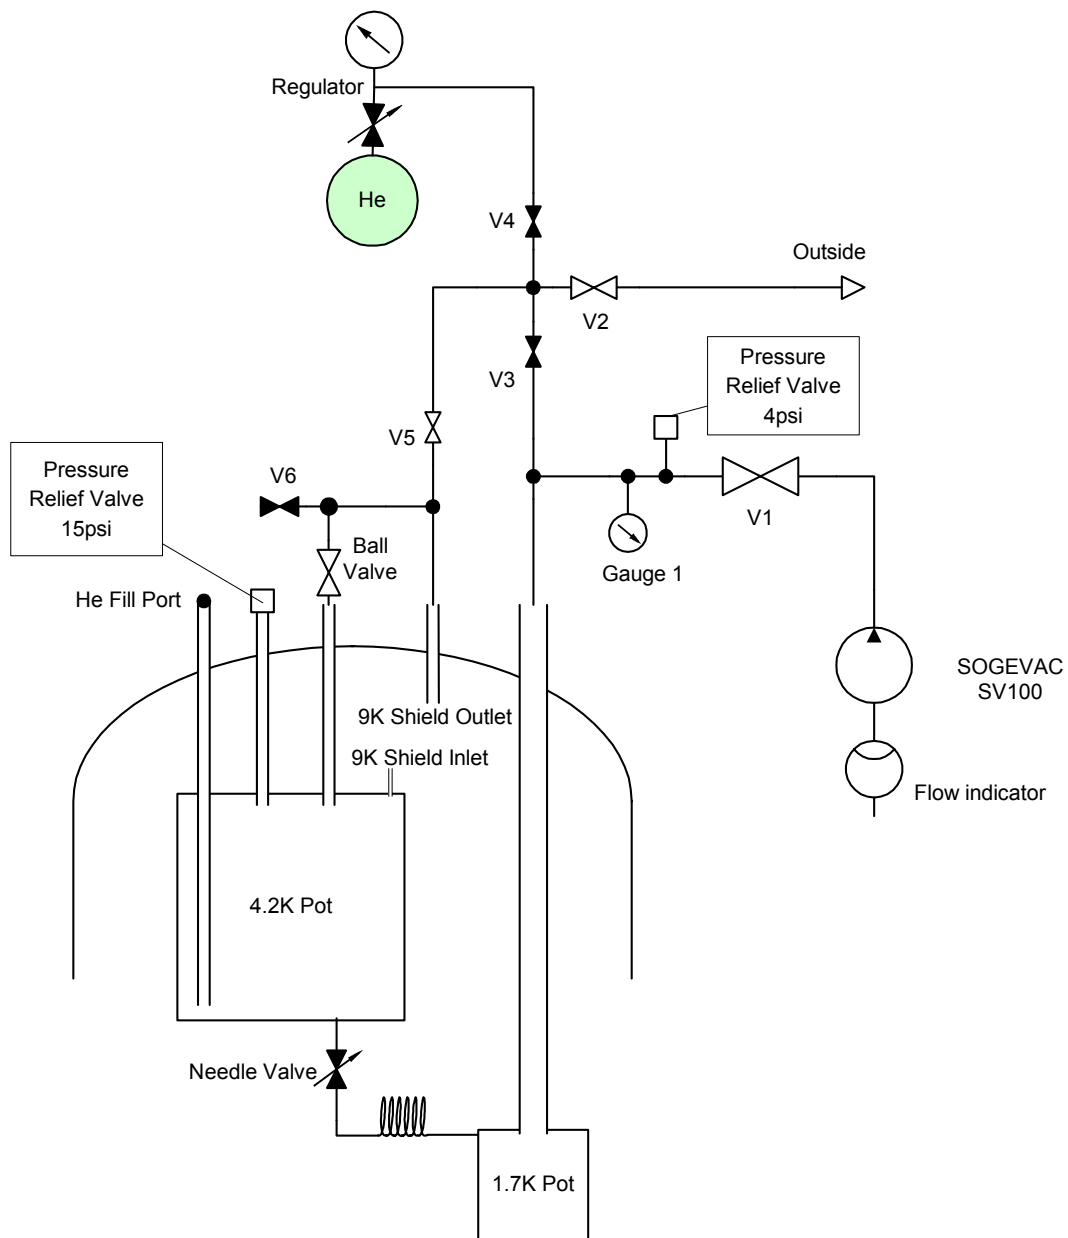 Regulator
He
V4
Outside
V2
Pressure
Relief Valve
4psi
V3
V5
Pressure
Relief Valve
15psi
V6
V1
Ball
Valve
Gauge 1
He Fill Port
SOGEVAC
SV100
9K Shield Outlet
9K Shield Inlet
Flow indicator
4.2K Pot
Needle Valve
1.7K Pot